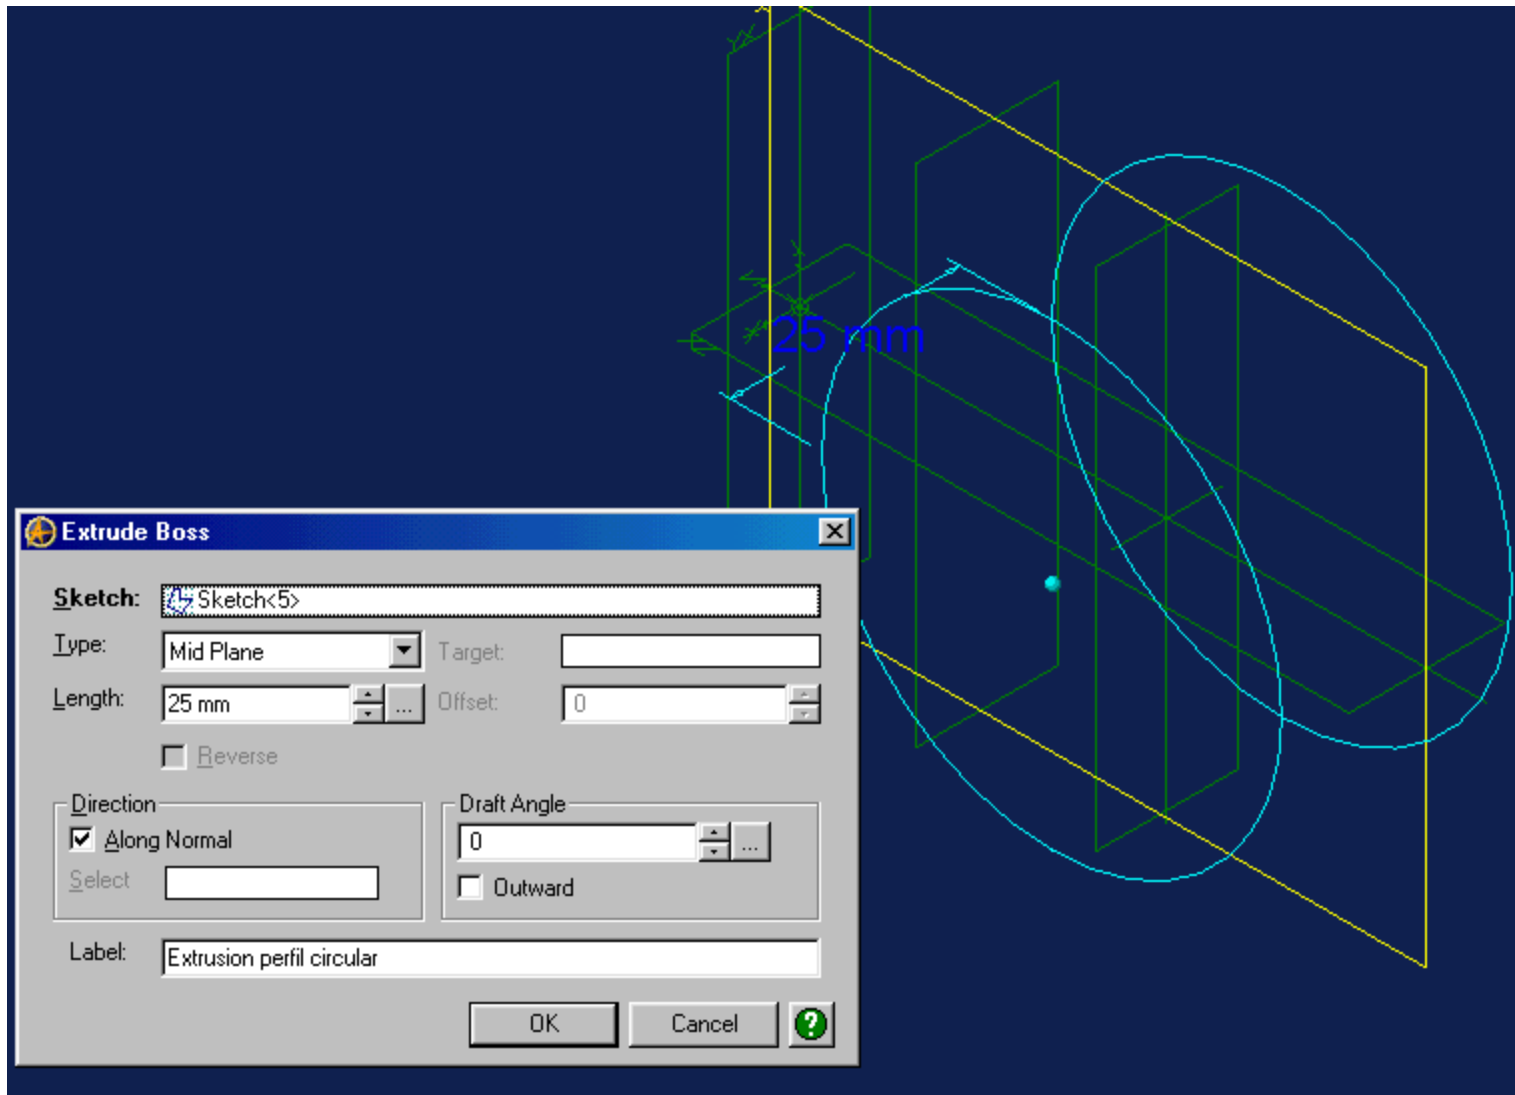 25 mm
Extrude Boss
Sketch: Sketch<5>
Type: Mid Plane Target:
Length: 25 mm ... Offset: 0
Reverse
Direction Draft Angle
Along Normal 0 ...
Select Outward
Label: Extrusion perfil circular
OK Cancel ?